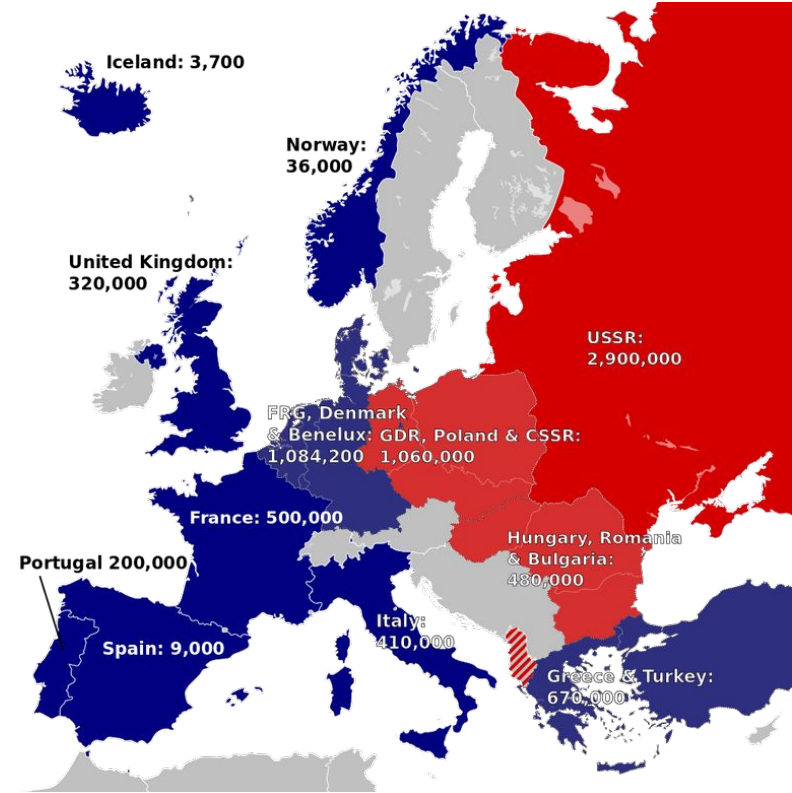 Iceland: 3,700
Norway:
36,000
United Kingdom:
320,000
USSR:
2,900,000
FRG, Denmark
& Benelux:
1,084,200
GDR, Poland & CSSR:
1,060,000
France: 500,000
Hungary, Romania
& Bulgaria:
480,000
Portugal 200,000
Spain: 9,000
Italy:
410,000
Greece & Turkey:
670,000